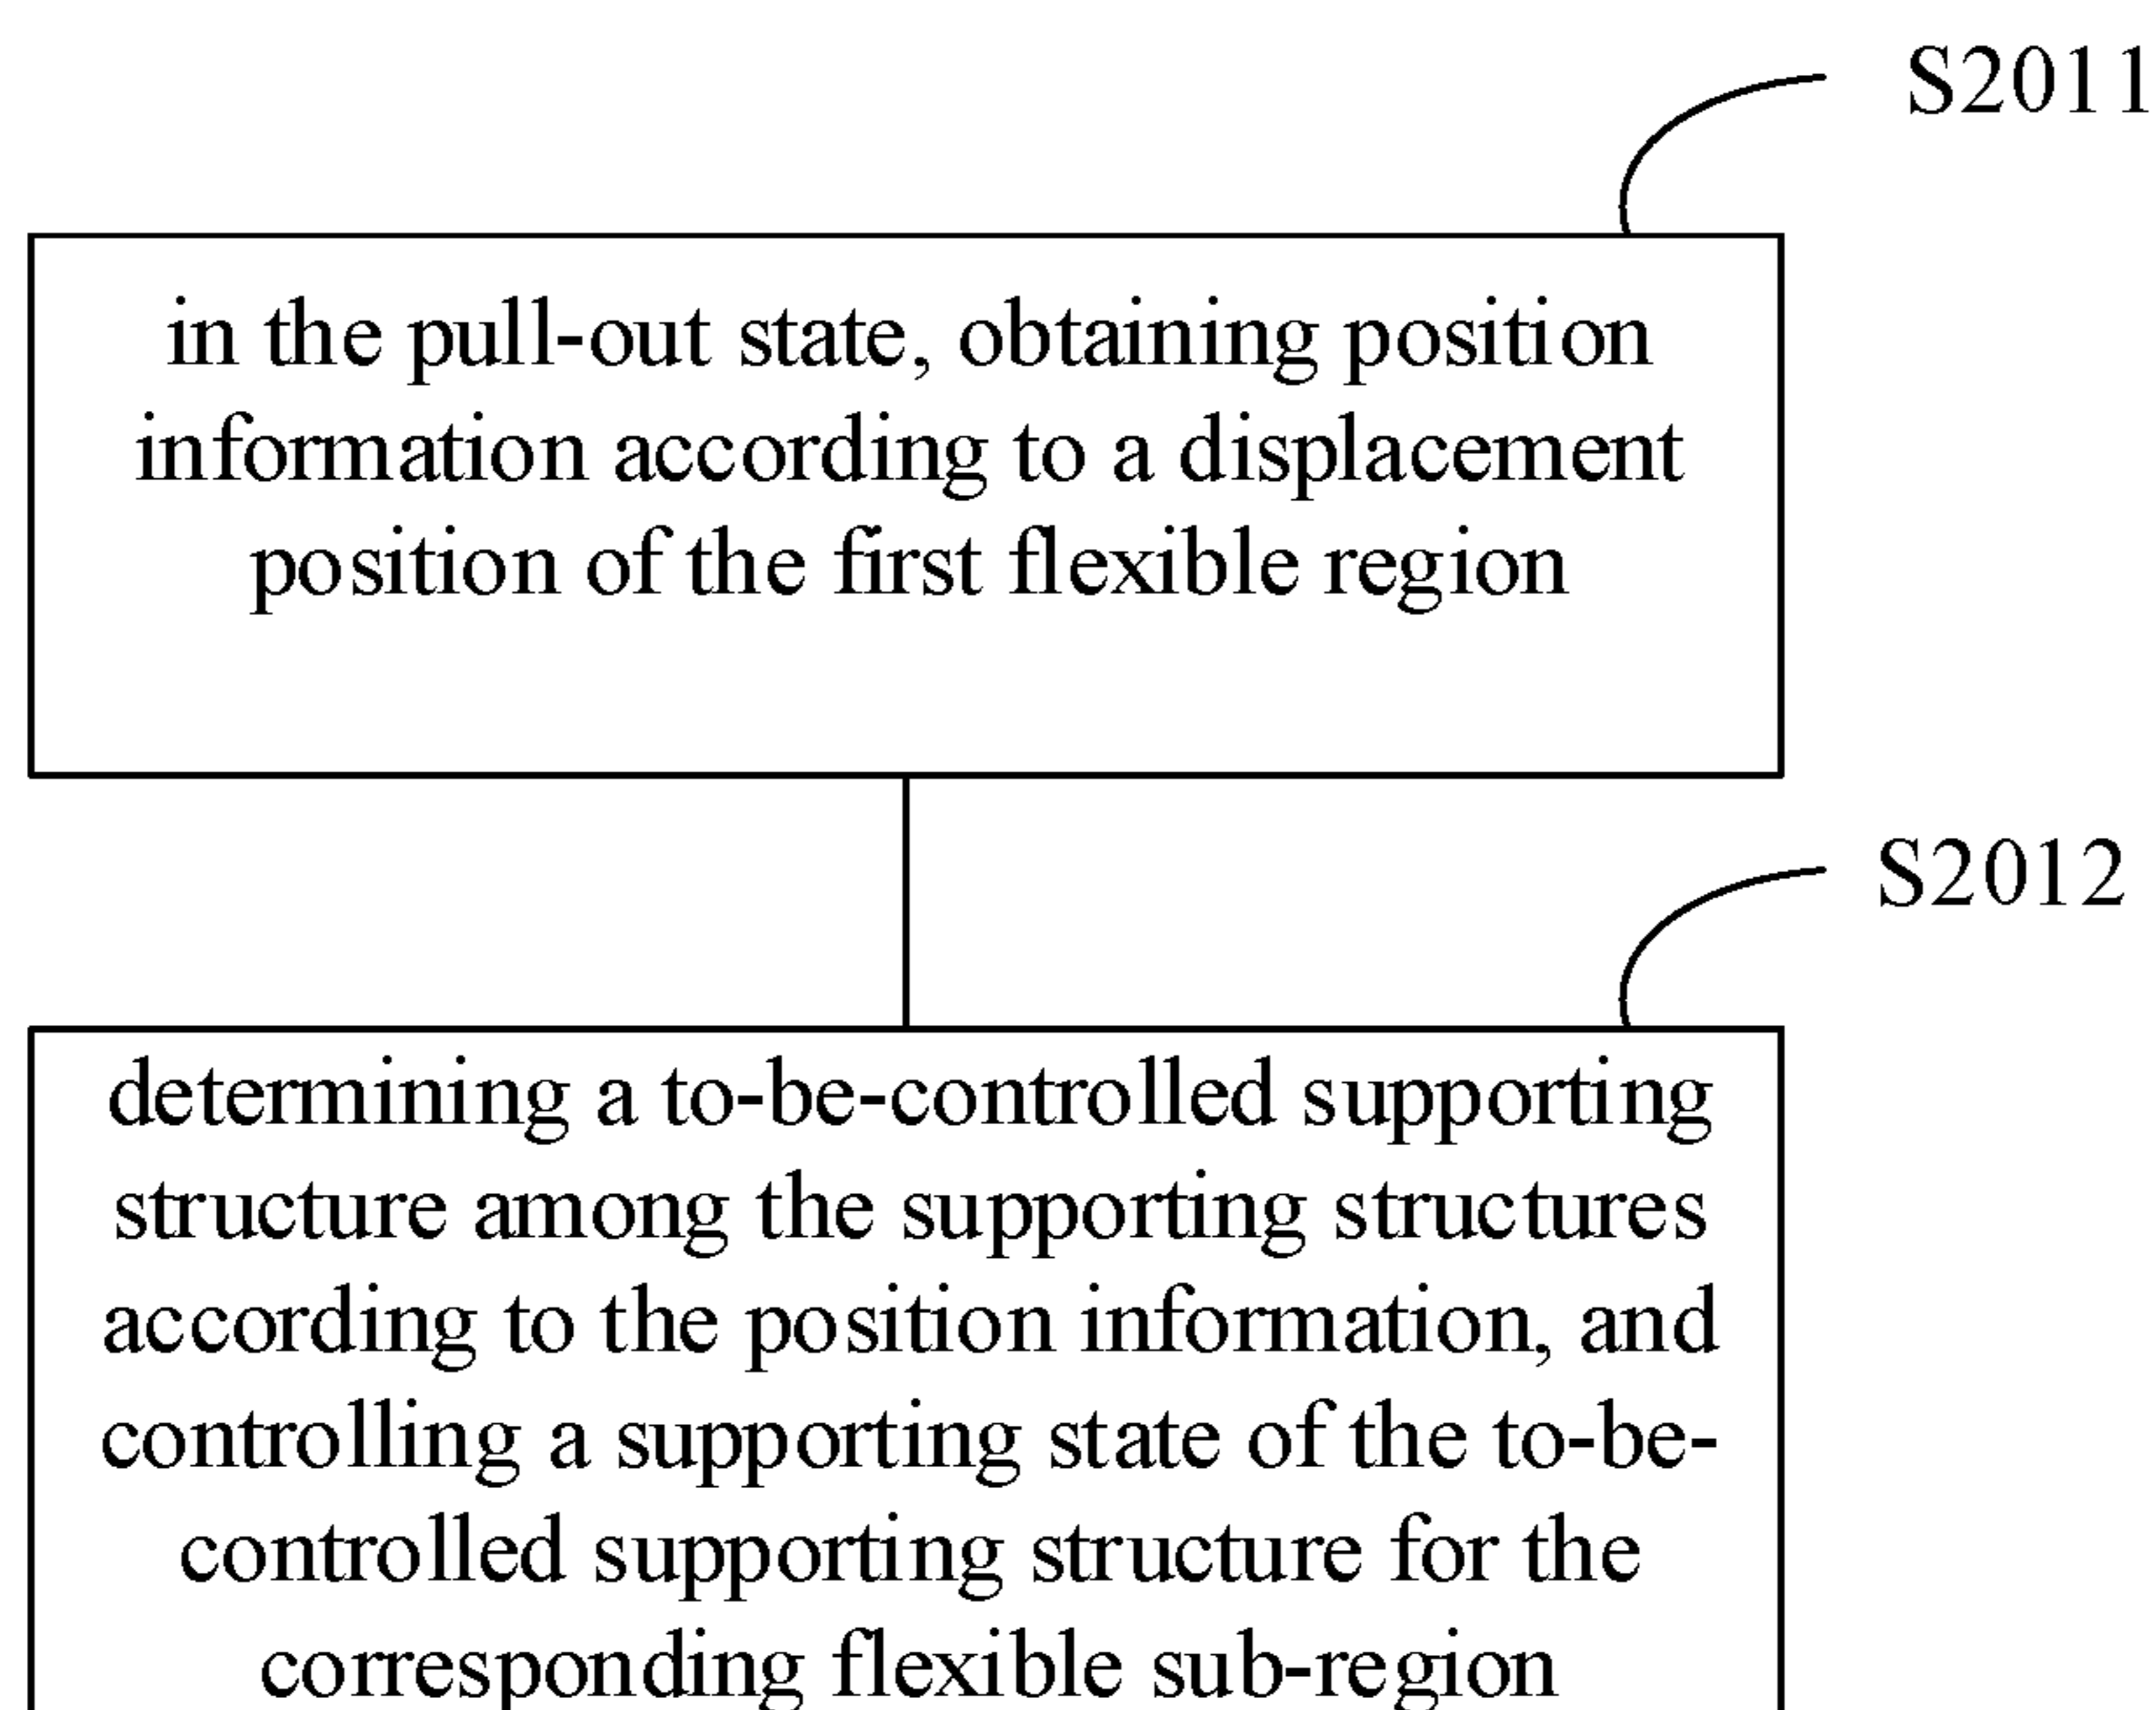 S2011
in the pull-out state, obtaining position
information according to a displacement
position of the first flexible region
S2012
determining a to-be-controlled supporting
structure among the supporting structures
according to the position information, and
controlling a supporting state of the to-be-
controlled supporting structure for the
corresponding flexible sub-region